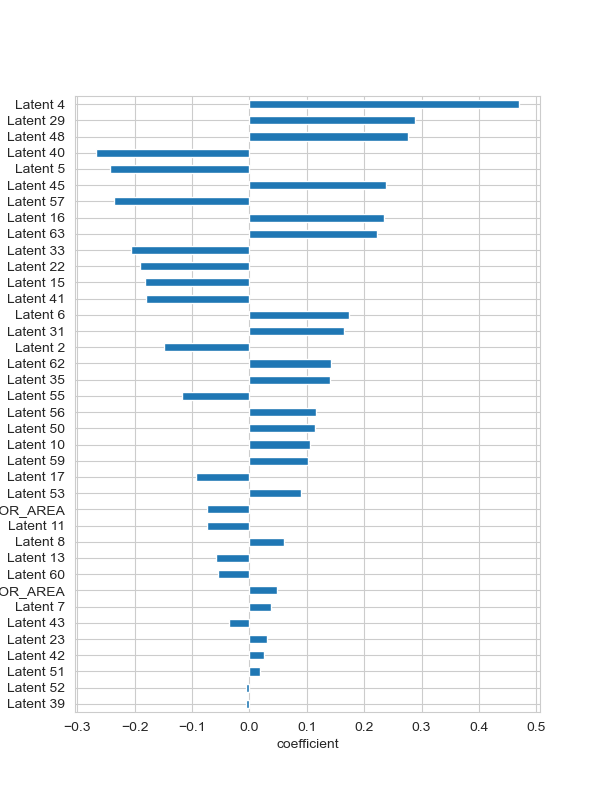 Latent 4
Latent 29
Latent 48
Latent 40
Latent 5
Latent 45
Latent 57
Latent 16
Latent 63
Latent 33
Latent 22
Latent 15
Latent 41
Latent 6
Latent 31
Latent 2
Latent 62
Latent 35
Latent 55
Latent 56
Latent 50
Latent 10
Latent 59
Latent 17
Latent 53
OR_AREA
Latent 11
Latent 8
Latent 13
Latent 60
OR_AREA
Latent 7
Latent 43
Latent 23
Latent 42
Latent 51
Latent 52
Latent 39
−0.3 −0.2 −0.1 0.0 0.1 0.2 0.3 0.4 0.5
coefficient